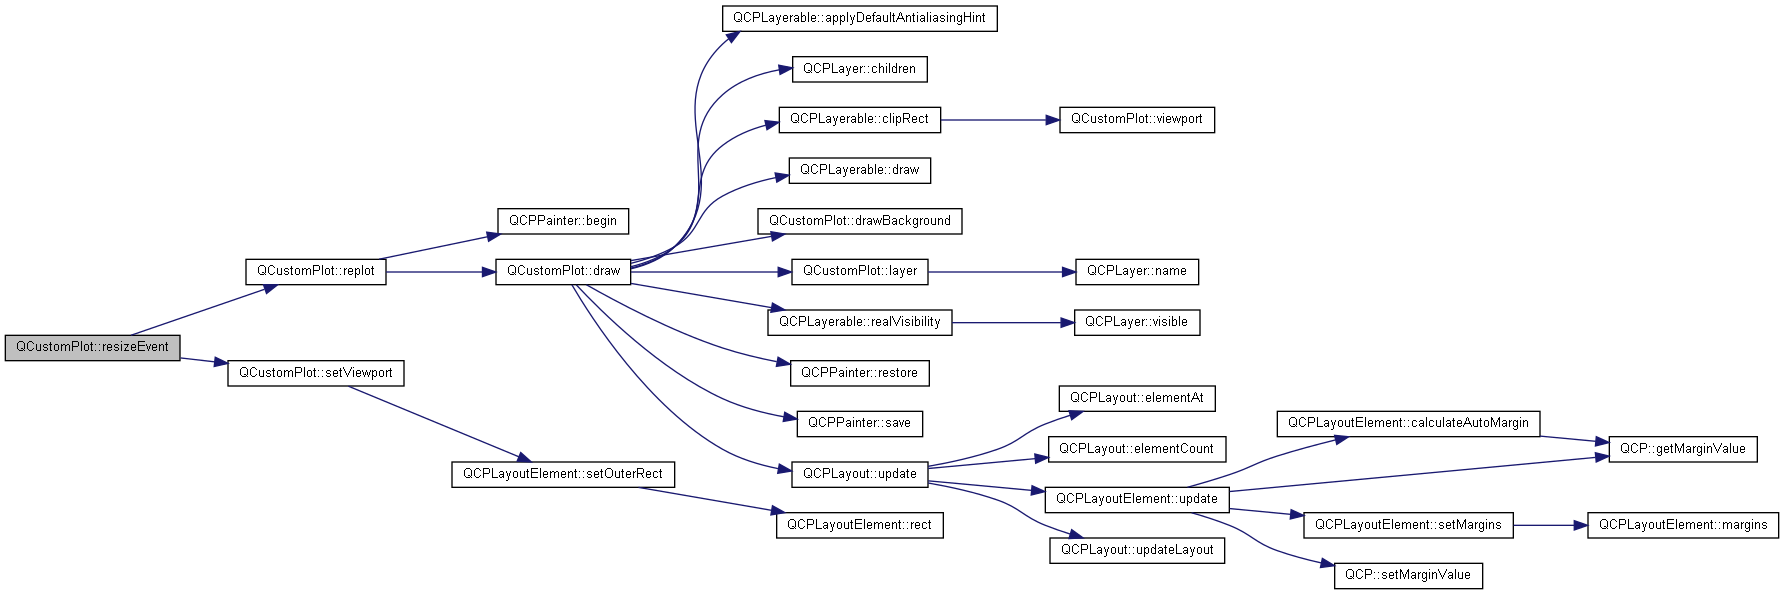 QCPLayerable::applyDefaultAntialiasingHint
QCPLayer::children
QCPLayerable::clipRect
QCustomPlot::viewport
QCPLayerable::draw
QCPPainter::begin
QCustomPlot::drawBackground
QCustomPlot::replot
QCustomPlot::draw
QCustomPlot::layer
QCPLayer::name
QCPLayerable::realVisibility
QCPLayer::visible
QCustomPlot::resizeEvent
QCustomPlot::setViewport
QCPPainter::restore
QCPLayout::elementAt
QCPPainter::save
QCPLayoutElement::calculateAutoMargin
QCPLayout::elementCount
QCP::getMarginValue
QCPLayoutElement::setOuterRect
QCPLayout::update
QCPLayoutElement::update
QCPLayoutElement::rect
QCPLayoutElement::setMargins
QCPLayoutElement::margins
QCPLayout::updateLayout
QCP::setMarginValue